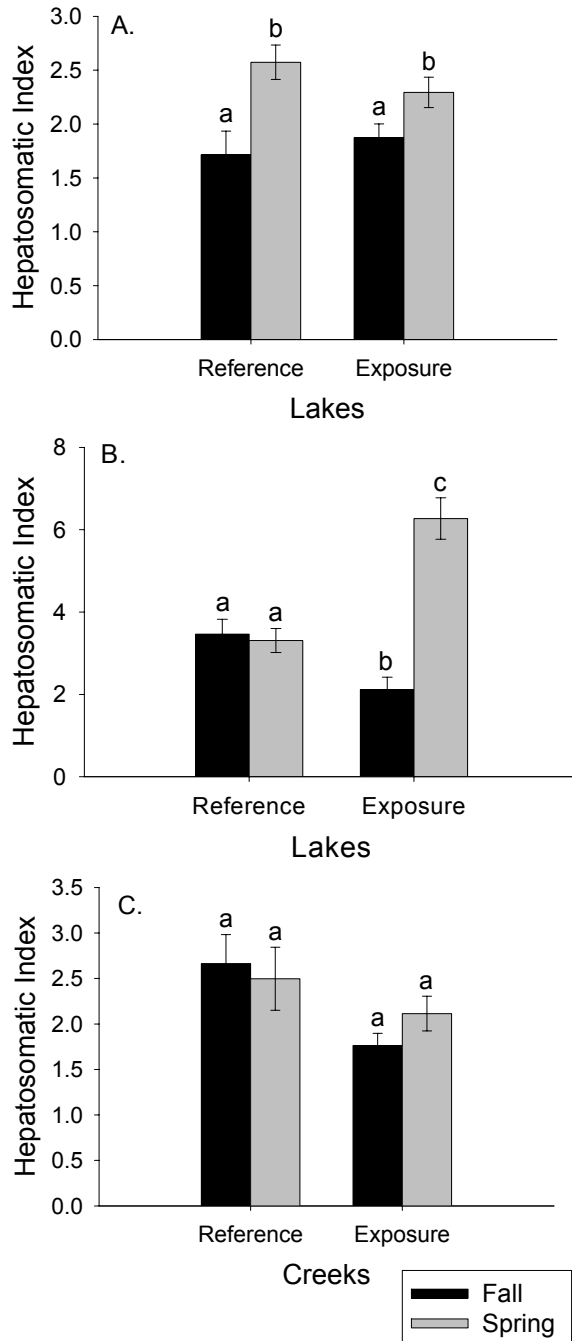 A.
Hepatosomatic Index
3.0
2.5
2.0
1.5
1.0
0.5
0.0
a
b
a
b
Reference
Exposure
Lakes
B.
Hepatosomatic Index
8
6
4
2
0
a
a
b
c
Reference
Exposure
Lakes
C.
Hepatosomatic Index
3.5
3.0
2.5
2.0
1.5
1.0
0.5
0.0
a
a
a
a
Reference
Exposure
Creeks
Fall
Spring